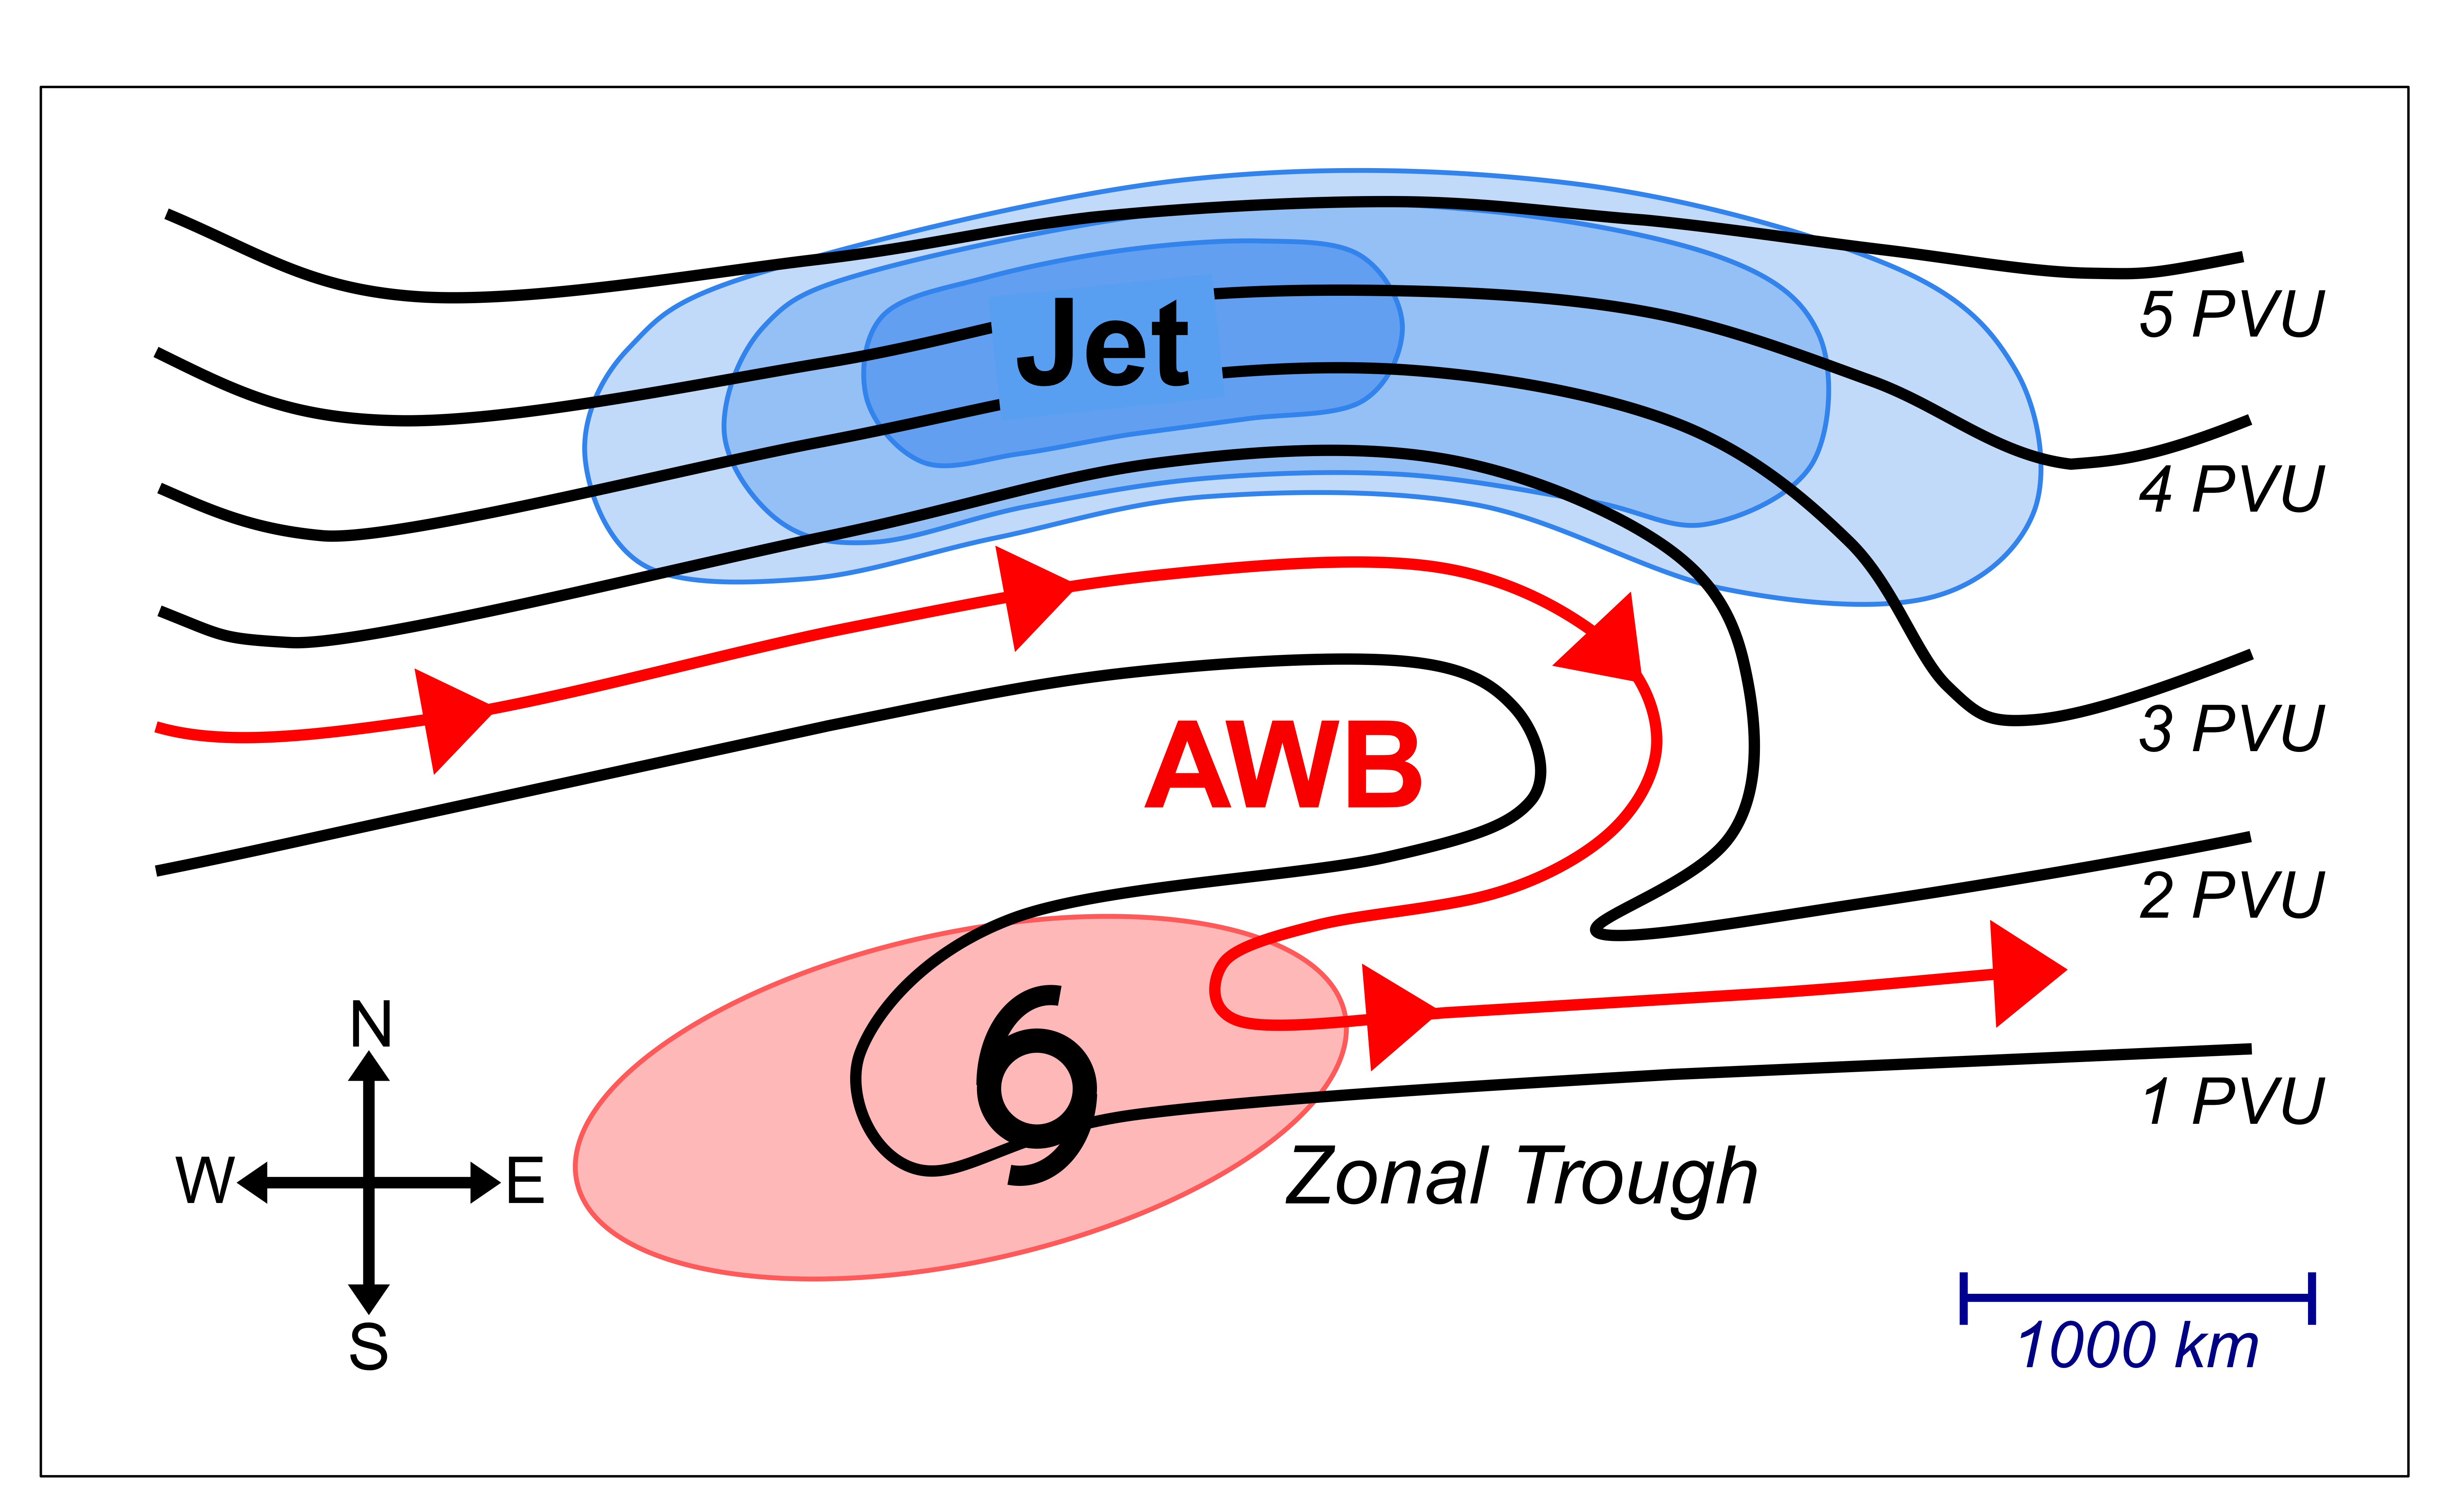 Jet
5 PVU
4 PVU
3 PVU
AWB
2 PVU
N
1 PVU
W E
Zonal Trough
S
1000 km